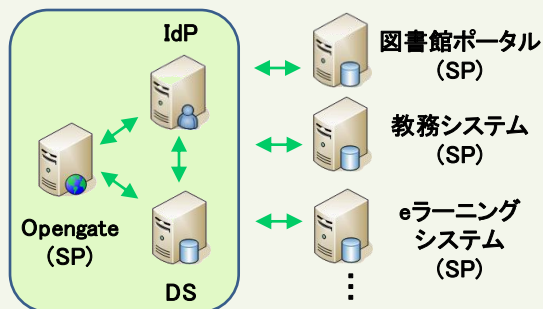 IdP
Opengate
(SP)
DS
図書館ポータル
(SP)
教務システム
(SP)
eラーニング
システム
(SP)
⋮